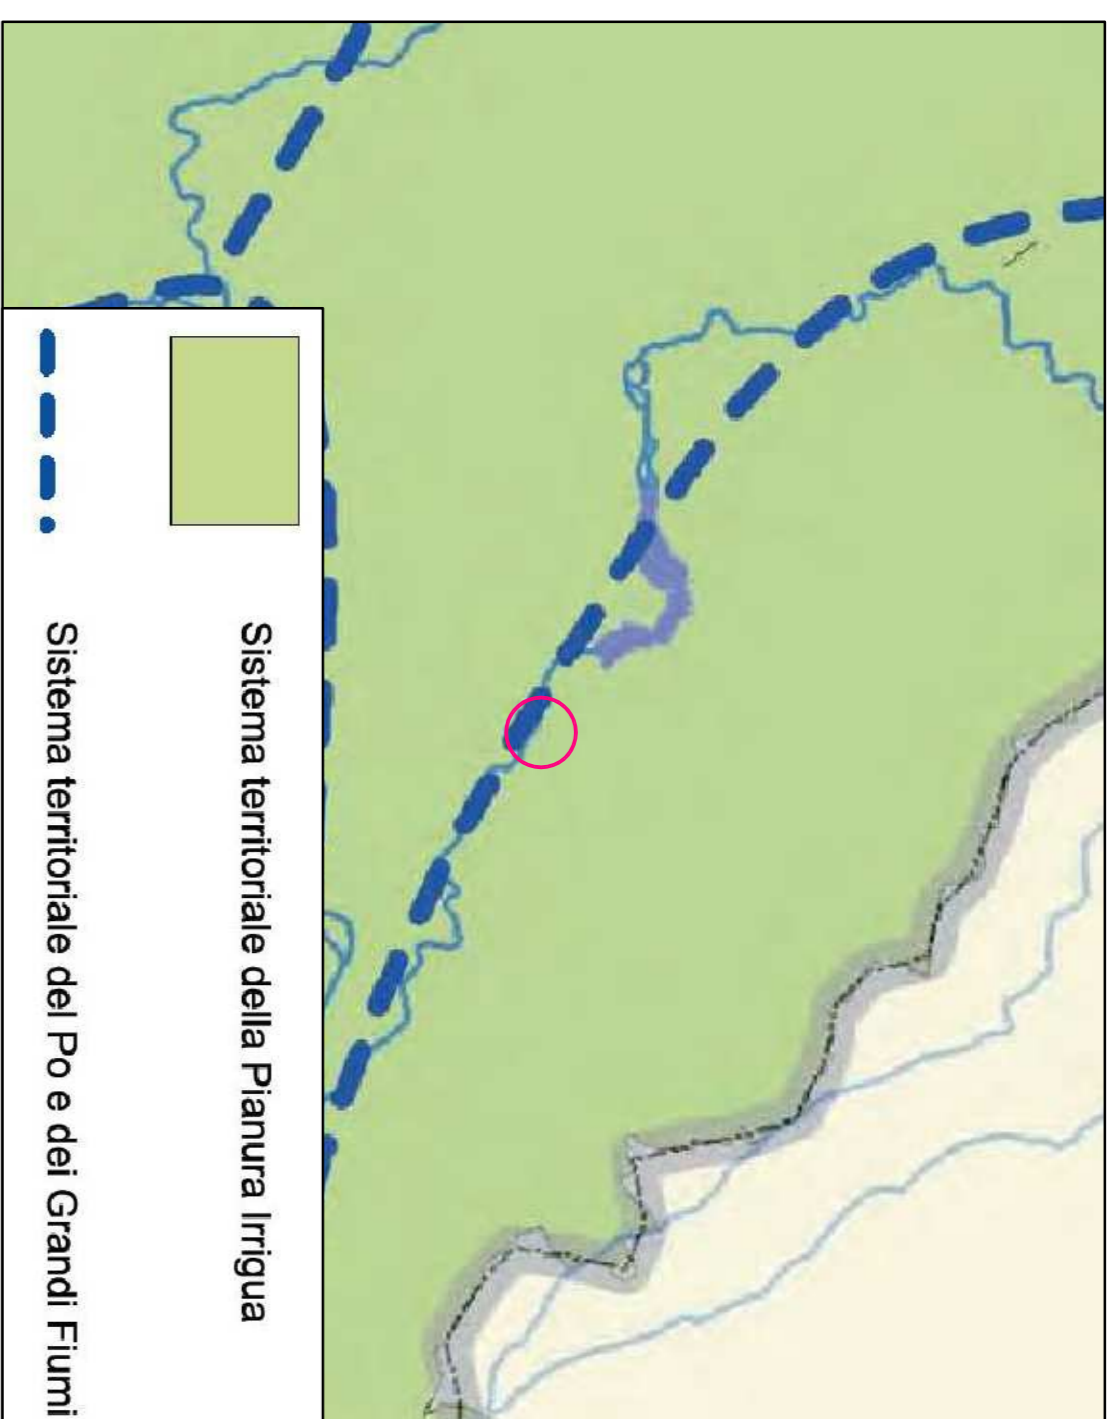 Sistema territoriale della Pianura Irrigua
Sistema territoriale del Po e dei Grandi Fiumi